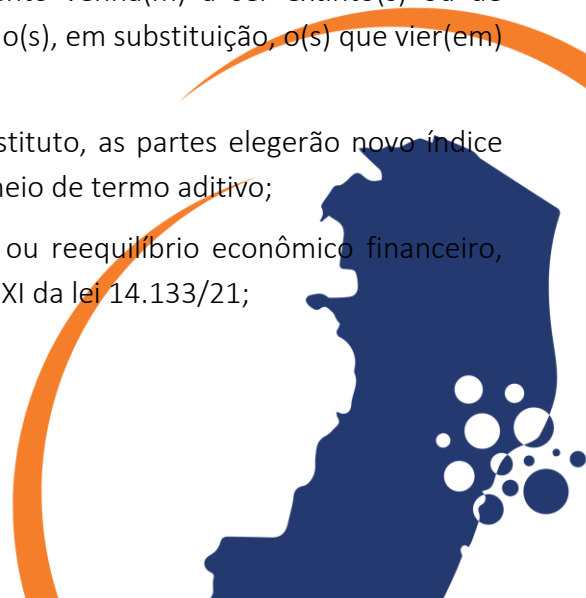 o(s), em substituição, o(s) que vier(em)
stituto, as partes elegerão novo índice
neio de termo aditivo;
ou reequilíbrio econômico financeiro,
XI da lei 14.133/21;